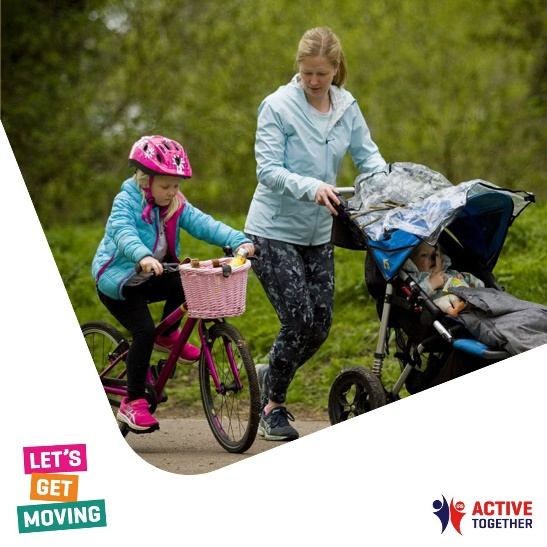 LET'S
GET
MOVING
ACTIVE
TOGETHER